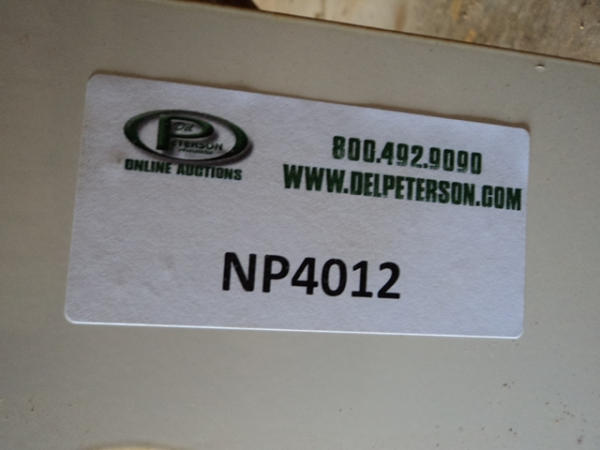 Del
PETERSON
ONLINE AUCTIONS
800.492.9090
WWW.DELPETERSON.COM
NP4012